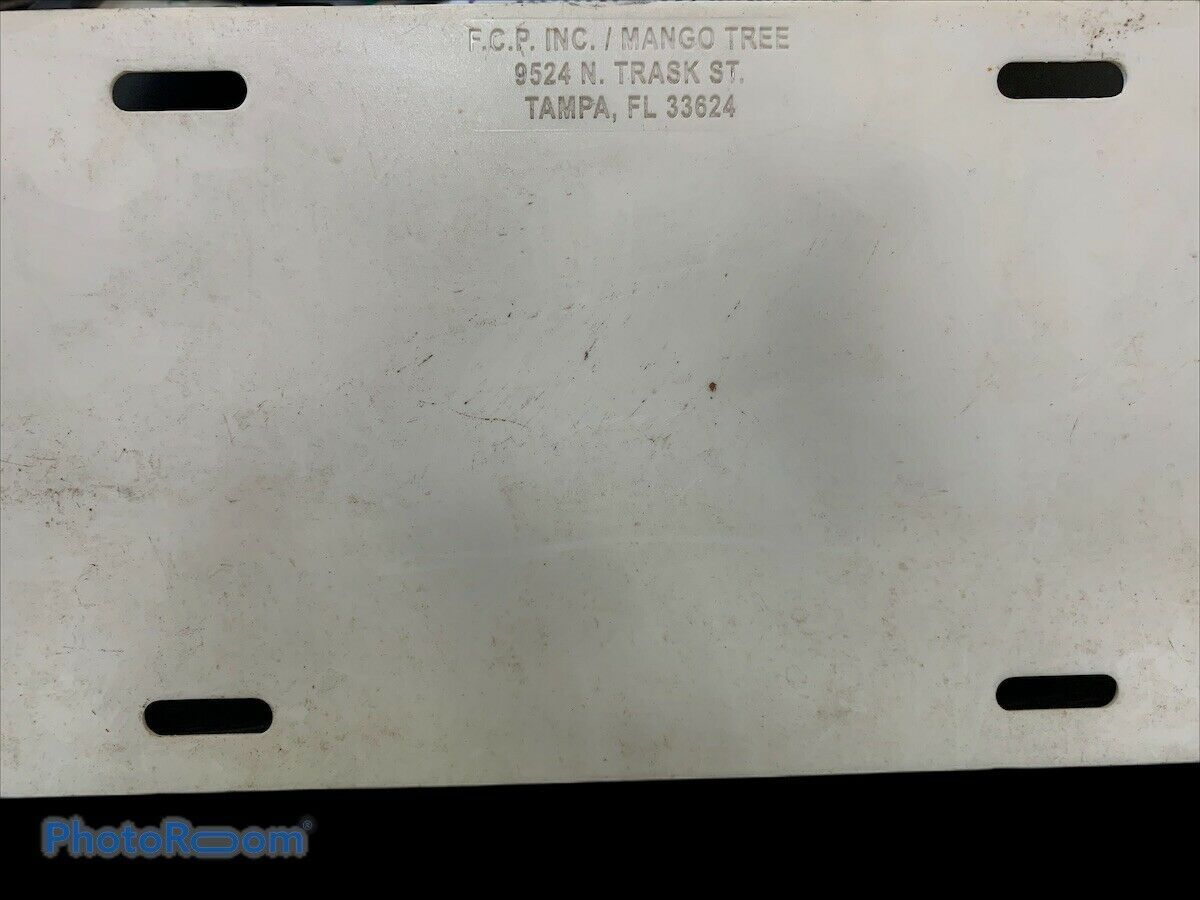 F.C.P. INC. / MANGO TREE
9524 N. TRASK ST.
TAMPA, FL 33624
PhotoRoom®